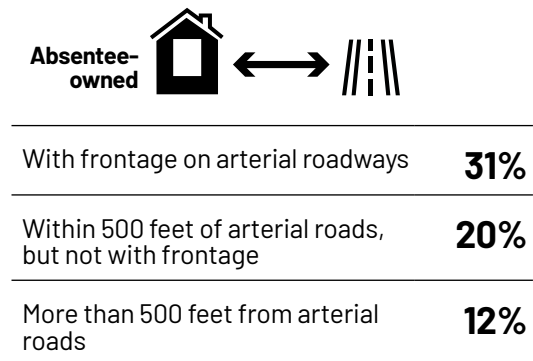 Absentee-
owned
With frontage on arterial roadways 31%
Within 500 feet of arterial roads,
but not with frontage 20%
More than 500 feet from arterial
roads 12%